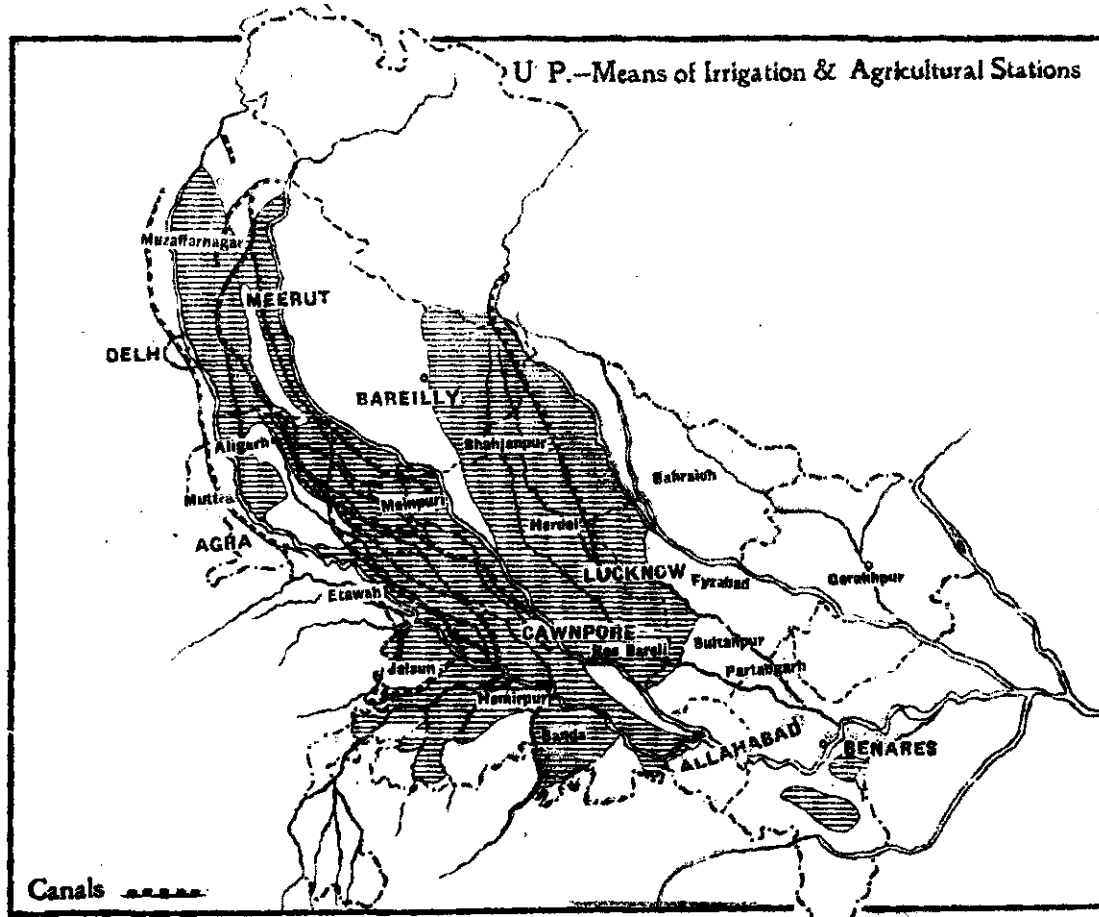 U P.—Means of Irrigation & Agricultural Stations
Muzaffarnagar
MEERUT
DELHI
BAREILLY
Aligarh
Shahjanpur
Muttra
Mainpuri
Bahraich
AGRA
Hardoi
LUCKNOW
Fyzabad
Gorakhpur
Etawah
CAWNPORE
Rae Bareli
Sultanpur
Jalaun
Partabgarh
Hamirpur
Banda
ALLAHABAD
BENARES
Canals